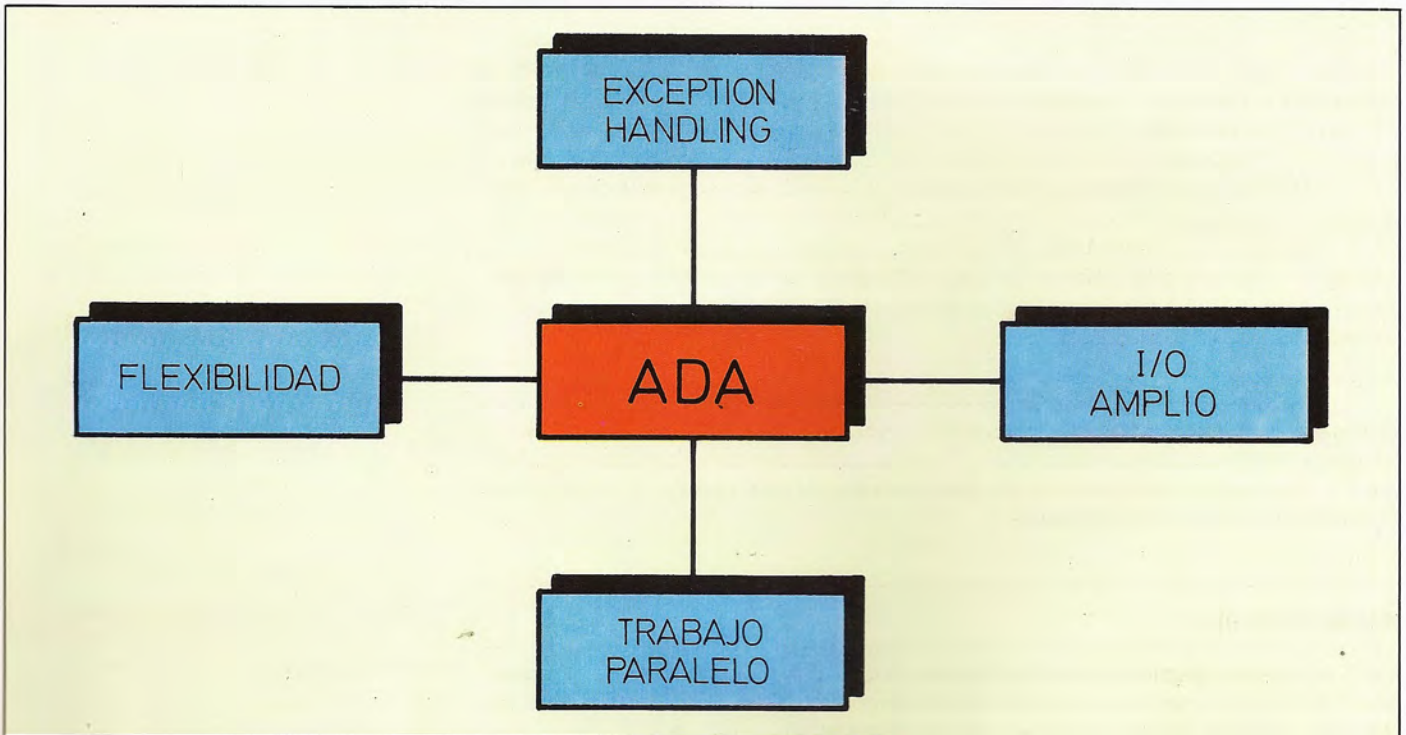 EXCEPTION
HANDLING
FLEXIBILIDAD
ADA
I/O
AMPLIO
TRABAJO
PARALELO